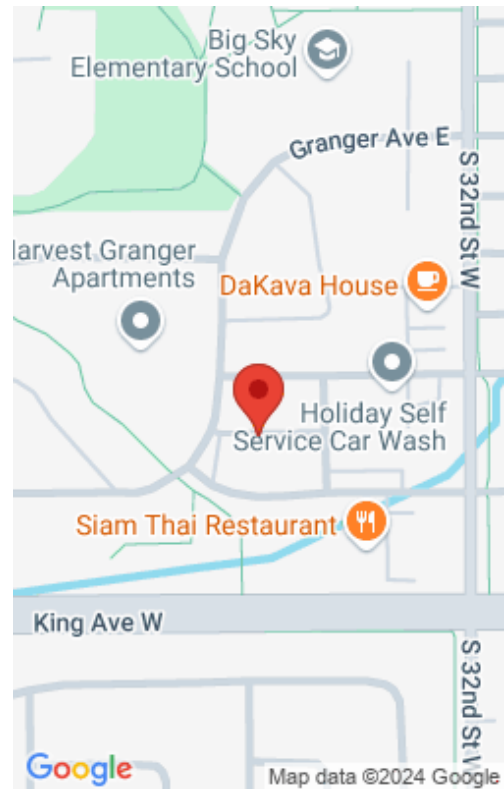 Big Sky
Elementary School
Granger Ave E
S 32nd St W
larvest Granger
Apartments
DaKava House
Holiday Self
Service Car Wash
Siam Thai Restaurant
King Ave W
S 32nd St W
Google
Map data ©2024 Google